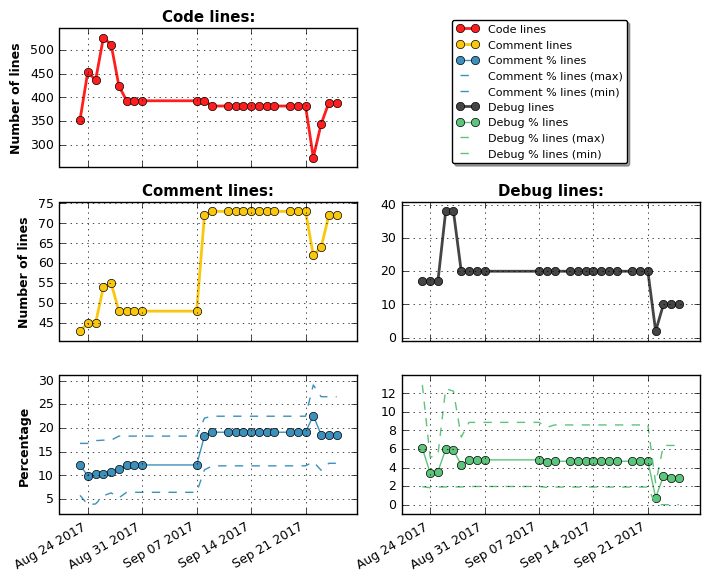 Code lines:
Number of lines
500
450
400
350
300
Code lines
Comment lines
Comment % lines
Comment % lines (max)
Comment % lines (min)
Debug lines
Debug % lines
Debug % lines (max)
Debug % lines (min)
Comment lines:
Number of lines
75
70
65
60
55
50
45
Debug lines:
40
30
20
10
0
Percentage
30
25
20
15
10
5
Aug 24 2017
Aug 31 2017
Sep 07 2017
Sep 14 2017
Sep 21 2017
12
10
8
6
4
2
0
Aug 24 2017
Aug 31 2017
Sep 07 2017
Sep 14 2017
Sep 21 2017